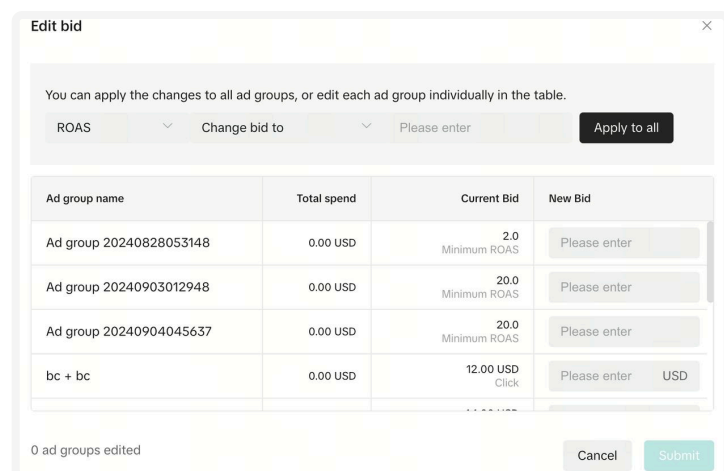 Edit bid
You can apply the changes to all ad groups, or edit each ad group individually in the table.
ROAS Change bid to Please enter Apply to all
Ad group name Total spend Current Bid New Bid
Ad group 20240828053148 0.00 USD 2.0 Please enter
Minimum ROAS
Ad group 20240903012948 0.00 USD 20.0 Please enter
Minimum ROAS
Ad group 20240904045637 0.00 USD 20.0 Please enter
Minimum ROAS
bc + bc 0.00 USD 12.00 USD Please enter USD
Click
0 ad groups edited
Cancel Submit